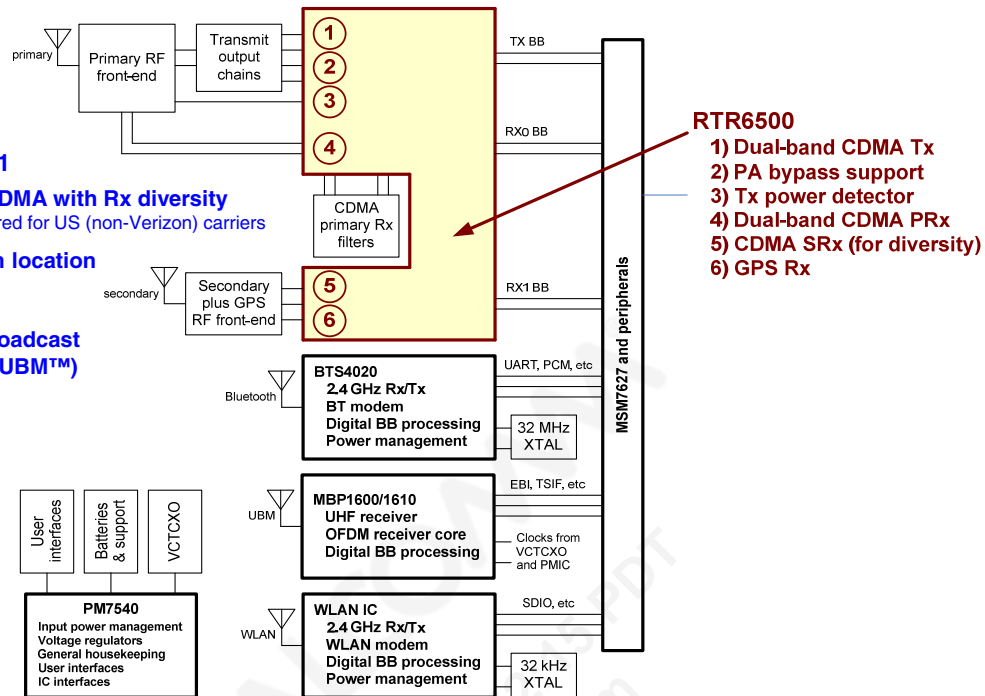 primary
Primary RF
front-end
Transmit
output
chains
1
2
3
4
TX BB
RX0 BB
CDMA
primary Rx
filters
RTR6500
1) Dual-band CDMA Tx
2) PA bypass support
3) Tx power detector
4) Dual-band CDMA PRx
5) CDMA SRx (for diversity)
6) GPS Rx
1
DMA with Rx diversity
red for US (non-Verizon) carriers
n location
oadcast
UBM™)
secondary
Secondary
plus GPS
RF front-end
5
6
RX1 BB
MSM7627 and peripherals
Bluetooth
BTS4020
2.4 GHz Rx/Tx
BT modem
Digital BB processing
Power management
UART, PCM, etc
32 MHz
XTAL
UBM
MBP1600/1610
UHF receiver
OFDM receiver core
Digital BB processing
EBI, TSIF, etc
Clocks from
VCTCXO
and PMIC
User
interfaces
Batteries
& support
VCTCXO
PM7540
Input power management
Voltage regulators
General housekeeping
User interfaces
IC interfaces
WLAN
WLAN IC
2.4 GHz Rx/Tx
WLAN modem
Digital BB processing
Power management
SDIO, etc
32 kHz
XTAL